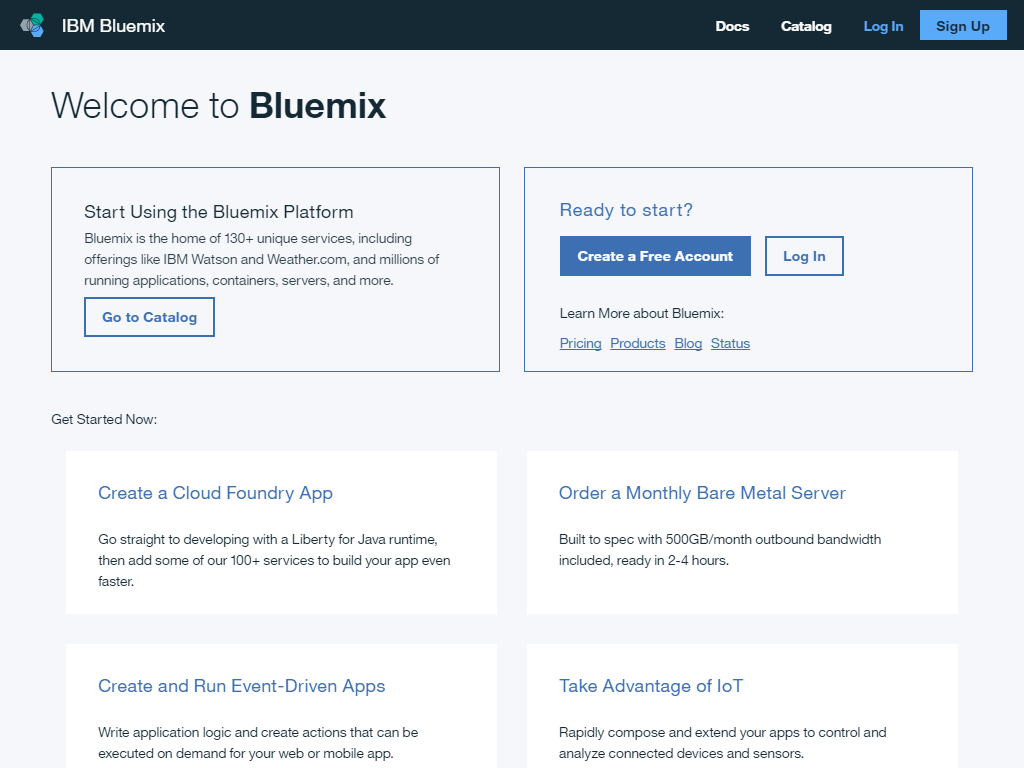 IBM Bluemix
Docs Catalog Log In Sign Up
Welcome to Bluemix
Start Using the Bluemix Platform
Bluemix is the home of 130+ unique services, including
offerings like IBM Watson and Weather.com, and millions of
running applications, containers, servers, and more.
Go to Catalog
Ready to start?
Create a Free Account Log In
Learn More about Bluemix:
Pricing Products Blog Status
Get Started Now:
Create a Cloud Foundry App
Go straight to developing with a Liberty for Java runtime,
then add some of our 100+ services to build your app even
faster.
Order a Monthly Bare Metal Server
Built to spec with 500GB/month outbound bandwidth
included, ready in 2-4 hours.
Create and Run Event-Driven Apps
Write application logic and create actions that can be
executed on demand for your web or mobile app.
Take Advantage of IoT
Rapidly compose and extend your apps to control and
analyze connected devices and sensors.